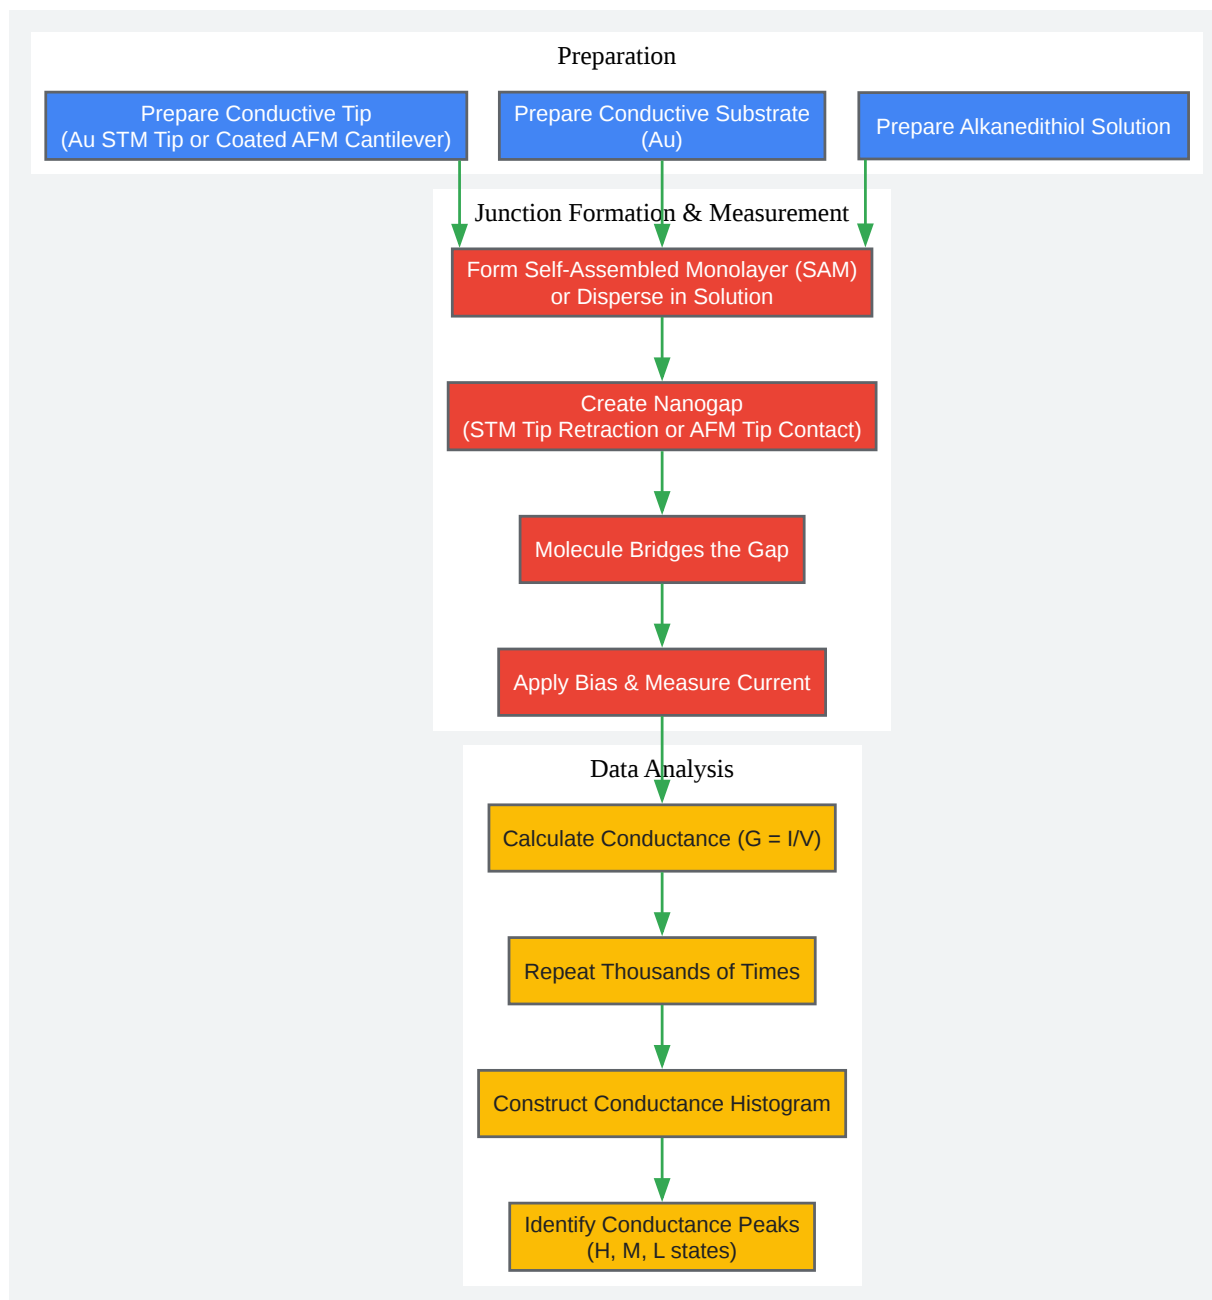 Preparation
Prepare Conductive Tip
(Au STM Tip or Coated AFM Cantilever)
Prepare Conductive Substrate
(Au)
Prepare Alkanedithiol Solution
Junction Formation & Measurement
Form Self-Assembled Monolayer (SAM)
or Disperse in Solution
Create Nanogap
(STM Tip Retraction or AFM Tip Contact)
Molecule Bridges the Gap
Apply Bias & Measure Current
Data Analysis
Calculate Conductance (G = I/V)
Repeat Thousands of Times
Construct Conductance Histogram
Identify Conductance Peaks
(H, M, L states)